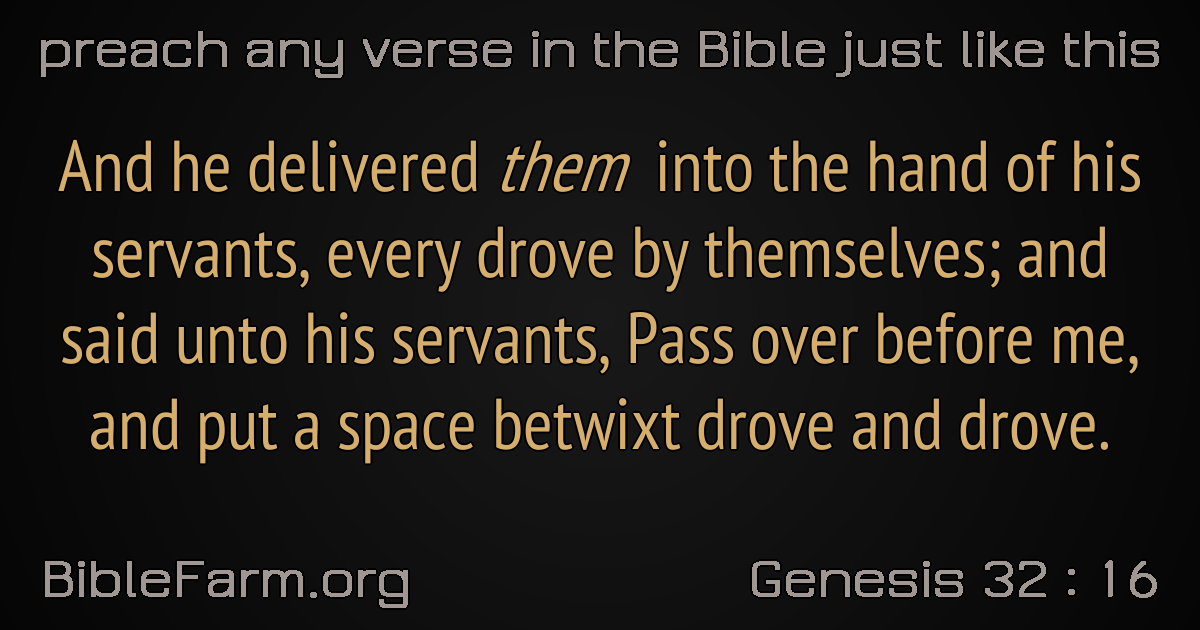 preach any verse in the Bible just like this
And he delivered them into the hand of his
servants, every drove by themselves; and
said unto his servants, Pass over before me,
and put a space betwixt drove and drove.
BibleFarm.org
Genesis 32 : 16